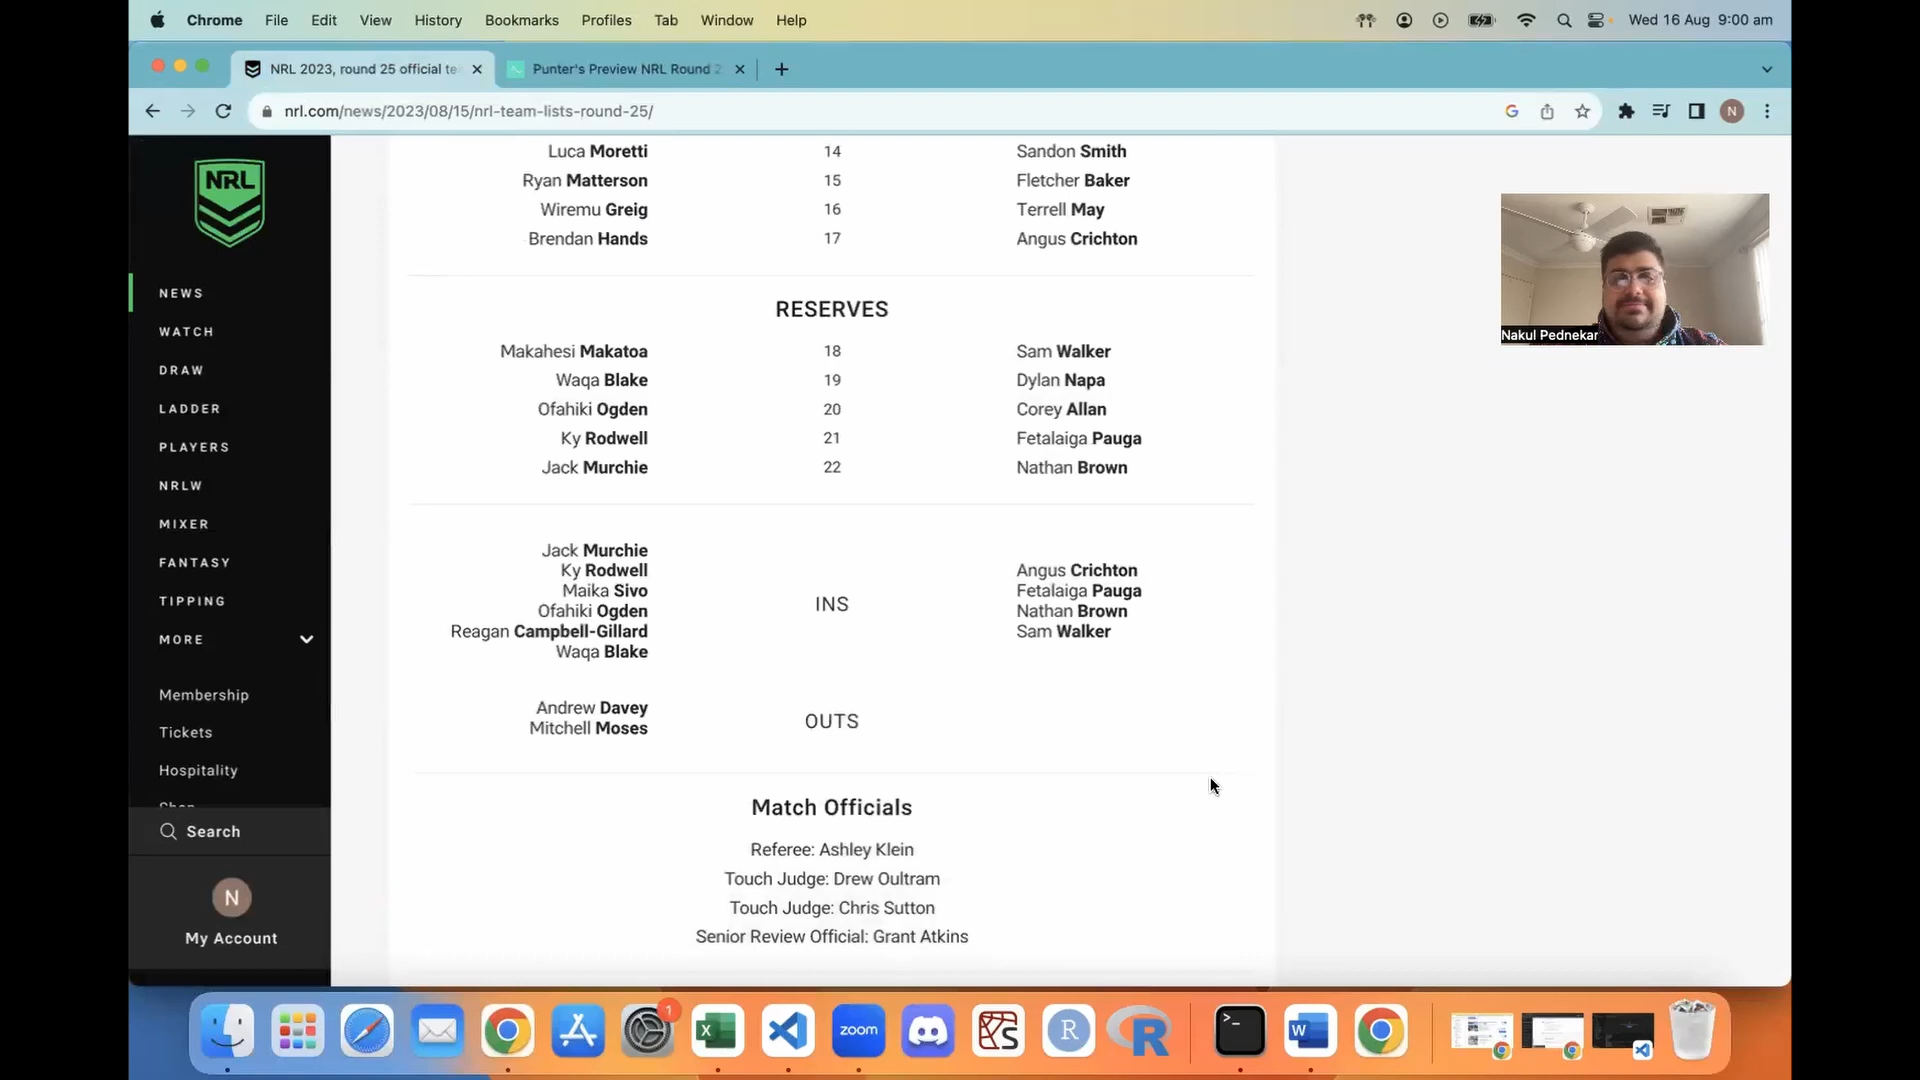 Chrome File Edit View History Bookmarks Profiles Tab Window Help Wed 16 Aug 9:00 am
NRL 2023, round 25 official te
Punter's Preview NRL Round 2
nrl.com/news/2023/08/15/nrl-team-lists-round-25/
N
NRL
NEWS
WATCH
DRAW
LADDER
PLAYERS
NRLW
MIXER
FANTASY
TIPPING
MORE
Membership
Tickets
Hospitality
Search
N
My Account
Luca Moretti 14 Sandon Smith
Ryan Matterson 15 Fletcher Baker
Wiremu Greig 16 Terrell May
Brendan Hands 17 Angus Crichton
RESERVES
Makahesi Makatoa 18 Sam Walker
Waqa Blake 19 Dylan Napa
Ofahiki Ogden 20 Corey Allan
Ky Rodwell 21 Fetalaiga Pauga
Jack Murchie 22 Nathan Brown
Jack Murchie
Ky Rodwell
Maika Sivo
Ofahiki Ogden
Reagan Campbell-Gillard
Waqa Blake
INS
Angus Crichton
Fetalaiga Pauga
Nathan Brown
Sam Walker
Andrew Davey
Mitchell Moses
OUTS
Match Officials
Referee: Ashley Klein
Touch Judge: Drew Oultram
Touch Judge: Chris Sutton
Senior Review Official: Grant Atkins
Nakul Pednekar
1
zoom